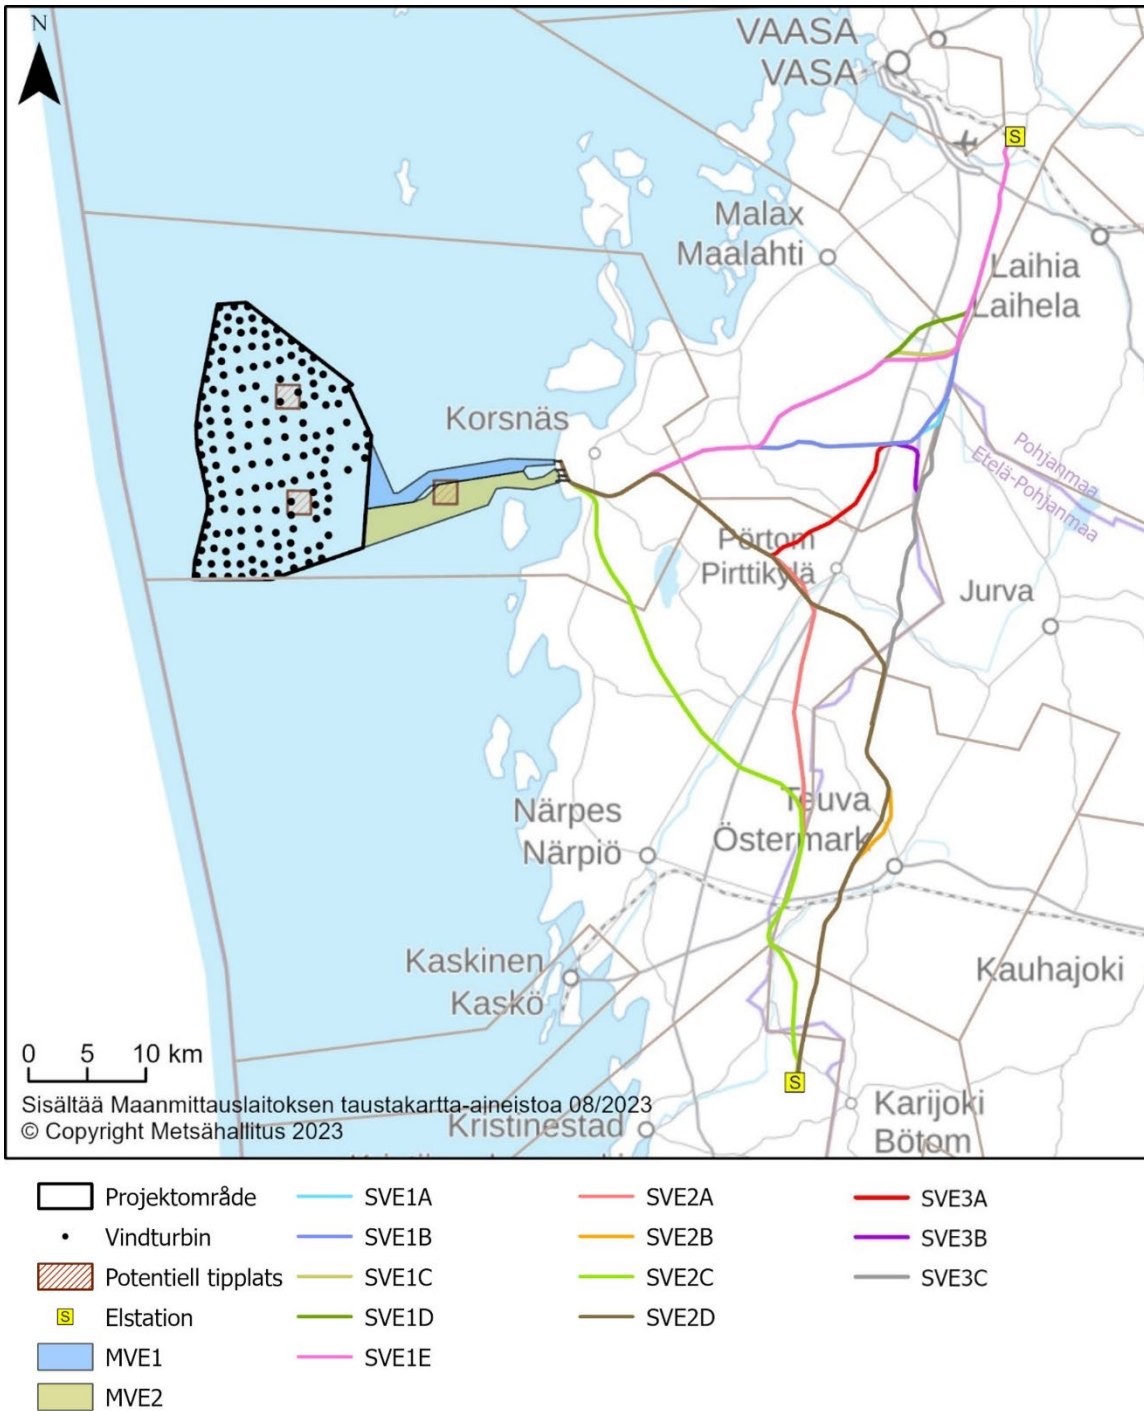 N
VAASA
VASA
S
Malax
Maalahti
Laihia
Laihela
Korsnäs
Pohjanmaa
Etelä-Pohjanmaa
Pörtom
Pirttikylä
Jurva
Teuva
Östermark
Närpes
Närpiö
Kaskinen
Kaskö
Kauhajoki
0 5 10 km
S
Sisältää Maanmittauslaitoksen taustakartta-aineistoa 08/2023
© Copyright Metsähallitus 2023
Kristinestad
Karijoki
Bötom
Projektområde
Vindturbin
Potentiell tipplats
S Elstation
MVE1
MVE2
SVE1A
SVE1B
SVE1C
SVE1D
SVE1E
SVE2A
SVE2B
SVE2C
SVE2D
SVE3A
SVE3B
SVE3C